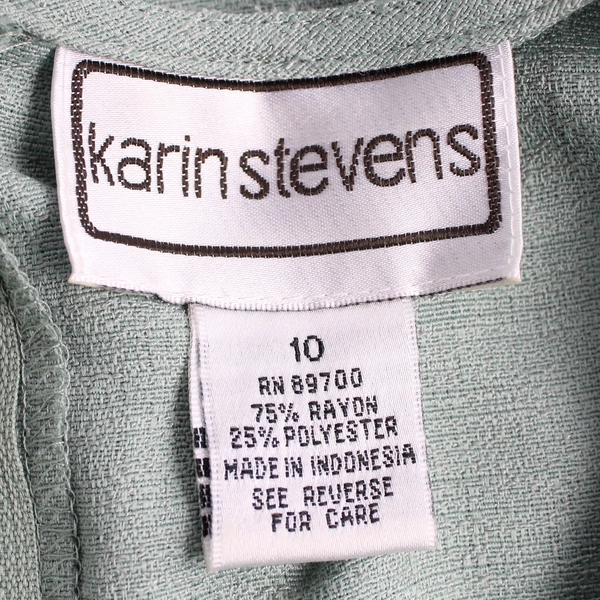 karin stevens
10
RN 89700
75% RAYON
25% POLYESTER
MADE IN INDONESIA
SEE REVERSE
FOR CARE